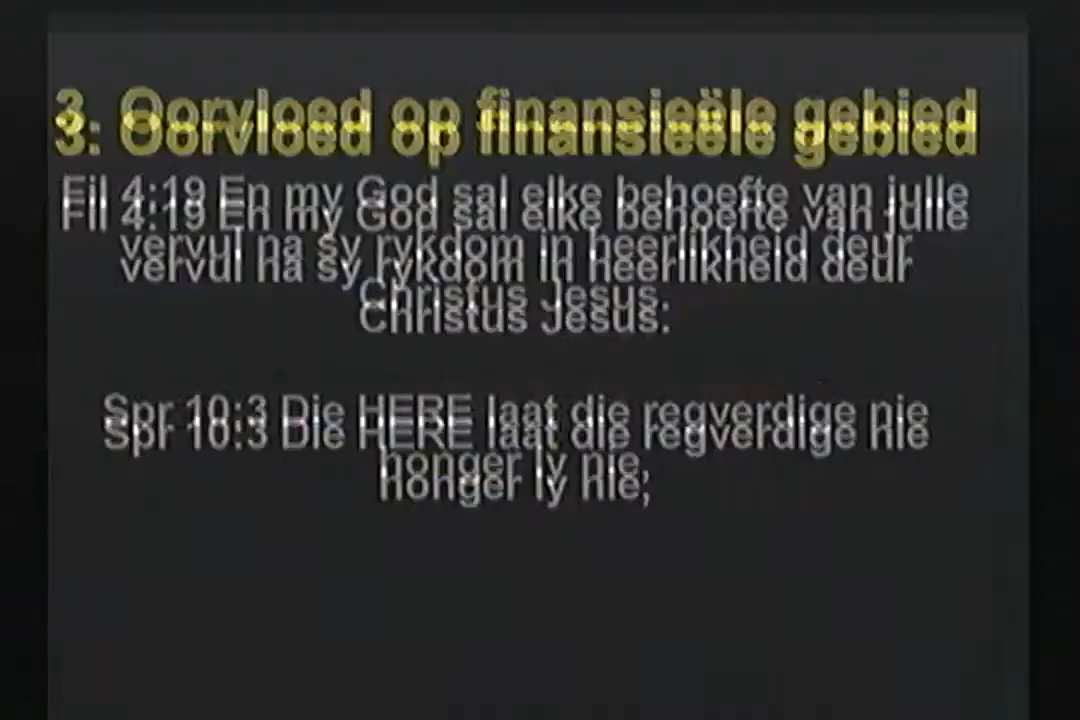 3. Oorvloed op finansieële gebied
Fil 4:19 En my God sal elke behoefte van julle
vervul na sy rykdom in heerlikheid deur
Christus Jesus.
Spr 10:3 Die HERE laat die regverdige nie
honger ly nie;